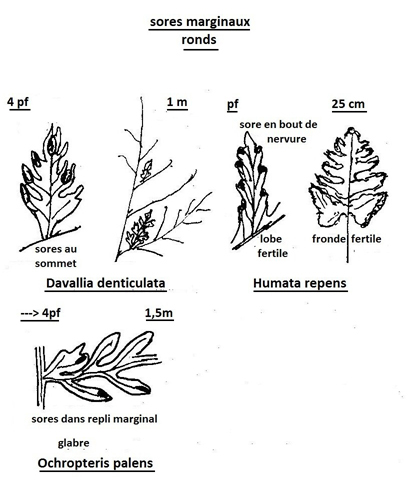 sores marginaux
ronds
4 pf
1 m
pf
25 cm
sore en bout de
nervure
sores au
sommet
lobe
fertile
fronde fertile
Davallia denticulata
Humata repens
---> 4pf
1,5m
sores dans repli marginal
glabre
Ochropteris palens